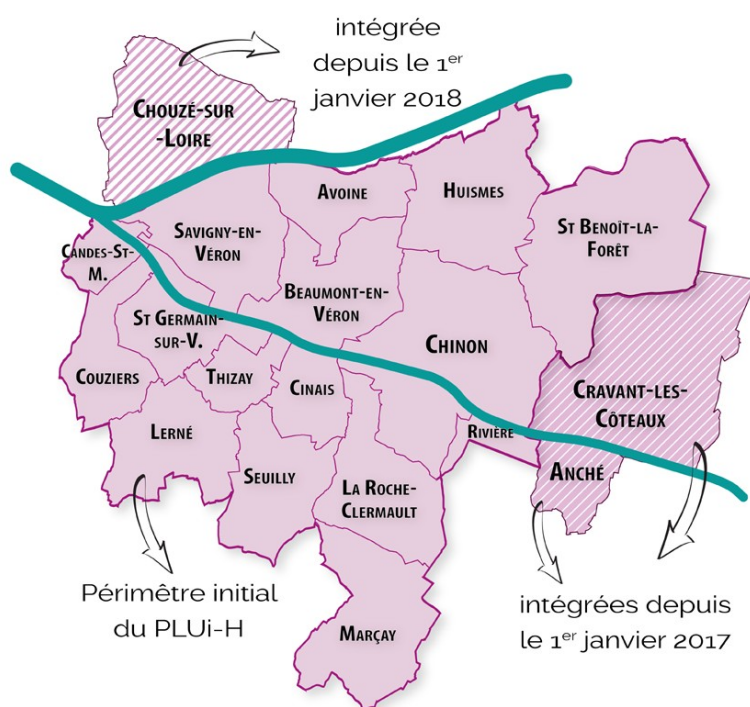 intégrée
depuis le 1er
janvier 2018
Chouzé-sur
-Loire
Avoine
Huismes
St Benoît-la-
Forêt
Savigny-en-
Véron
Candes-St-
M.
Beaumont-en-
Véron
St Germain-
sur-V.
Chinon
Couziers
Thizay
Cinais
Cravant-les-
Côteaux
Lerné
Rivière
Seuilly
La Roche-
Clermault
Anché
Périmêtre initial
du PLUi-H
Marçay
intégrées depuis
le 1er janvier 2017